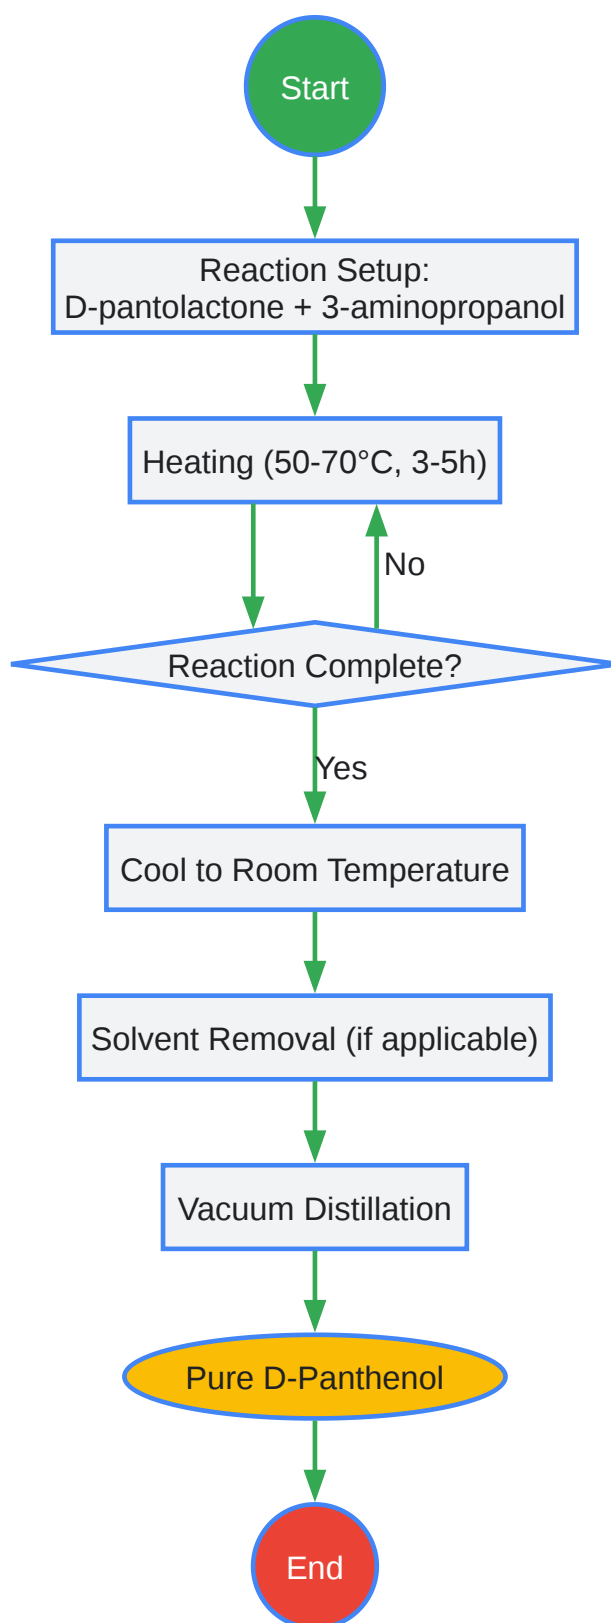 Start
Reaction Setup:
D-pantolactone + 3-aminopropanol
Heating (50-70°C, 3-5h)
No
Reaction Complete?
Yes
Cool to Room Temperature
Solvent Removal (if applicable)
Vacuum Distillation
Pure D-Panthenol
End